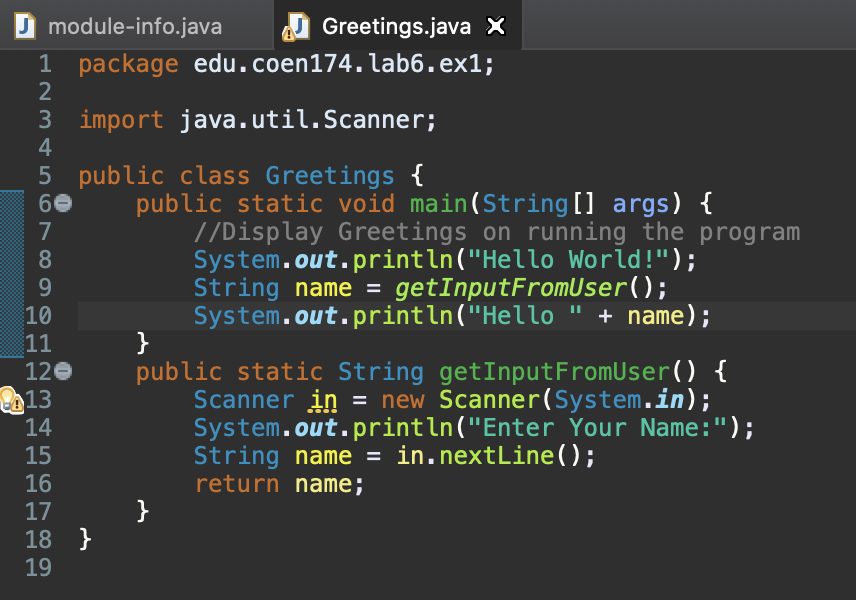 module-info.java Greetings.java
1 package edu.coen174.lab6.ex1;
2
3 import java.util.Scanner;
4
5 public class Greetings {
6 public static void main(String[] args) {
7 //Display Greetings on running the program
8 System.out.println("Hello World!");
9 String name = getInputFromUser();
10 System.out.println("Hello " + name);
11 }
12 public static String getInputFromUser() {
13 Scanner in = new Scanner(System.in);
14 System.out.println("Enter Your Name:");
15 String name = in.nextLine();
16 return name;
17 }
18 }
19